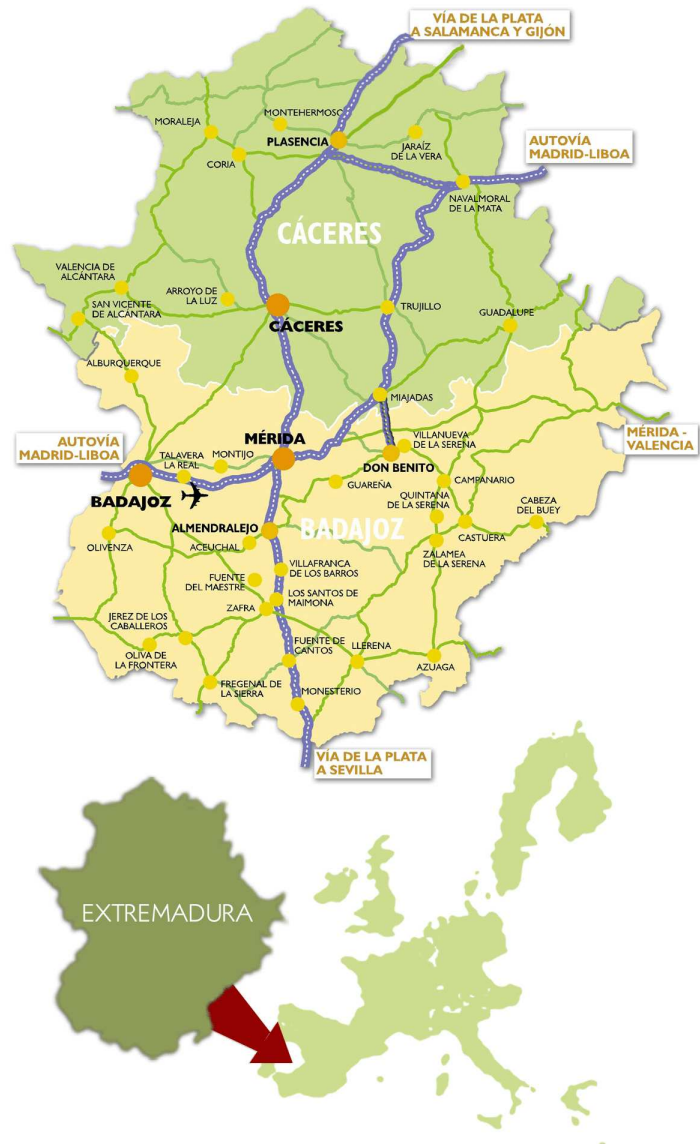 VÍA DE LA PLATA
A SALAMANCA Y GIJÓN
MONTEHERMOSO
MORALEJA
PLASENCIA
JARAÍZ
DE LA VERA
AUTOVÍA
MADRID-LIBOA
CORIA
NAVALMORAL
DE LA MATA
CÁCERES
VALENCIA DE
ALCÁNTARA
ARROYO DE
LA LUZ
SAN VICENTE
DE ALCÁNTARA
TRUJILLO
GUADALUPE
CÁCERES
ALBURQUERQUE
MIAJADAS
AUTOVÍA
MADRID-LIBOA
TALAVERA
LA REAL
MONTIJO
MÉRIDA
VILLANUEVA
DE LA SERENA
MÉRIDA -
VALENCIA
DON BENITO
BADAJOZ
GUAREÑA
CAMPANARIO
QUINTANA
DE LA SERENA
CABEZA
DEL BUEY
ALMENDRALEJO
BADAJOZ
OLIVENZA
ACEUCHAL
CASTUERA
ZALAMEA
DE LA SERENA
VILLAFRANCA
DE LOS BARROS
FUENTE
DEL MAESTRE
LOS SANTOS DE
MAIMONA
ZAFRA
JEREZ DE LOS
CABALLEROS
OLIVA DE
LA FRONTERA
FUENTE DE
CANTOS
LLERENA
AZUAGA
FREGENAL DE
LA SIERRA
MONESTERIO
VÍA DE LA PLATA
A SEVILLA
EXTREMADURA